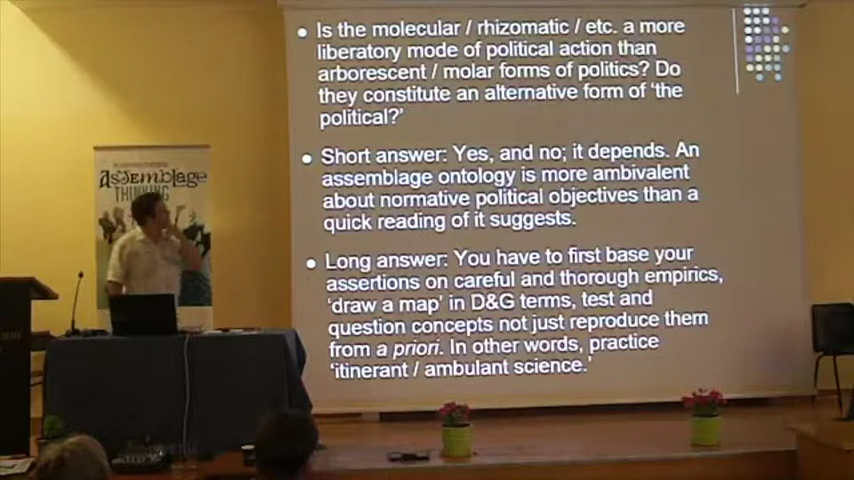 Is the molecular / rhizomatic / etc. a more
liberatory mode of political action than
arborescent / molar forms of politics? Do
they constitute an alternative form of 'the
political?'
Short answer: Yes, and no; it depends. An
assemblage ontology is more ambivalent
about normative political objectives than a
quick reading of it suggests.
Long answer: You have to first base your
assertions on careful and thorough empirics,
'draw a map' in D&G terms, test and
question concepts not just reproduce them
from a priori. In other words, practice
'itinerant / ambulant science.'
Assemblage
THINKING